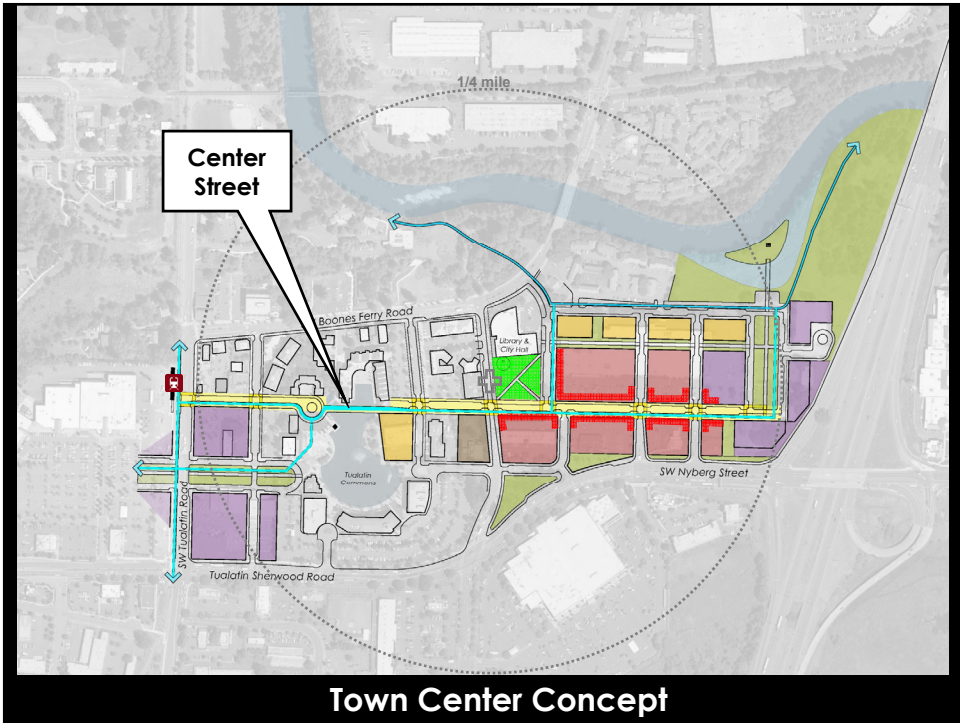 1/4 mile
Center
Street
Boones Ferry Road
Library &
City Hall
Tualatin
Commons
SW Nyberg Street
SW Tualatin Road
Tualatin Sherwood Road
Town Center Concept